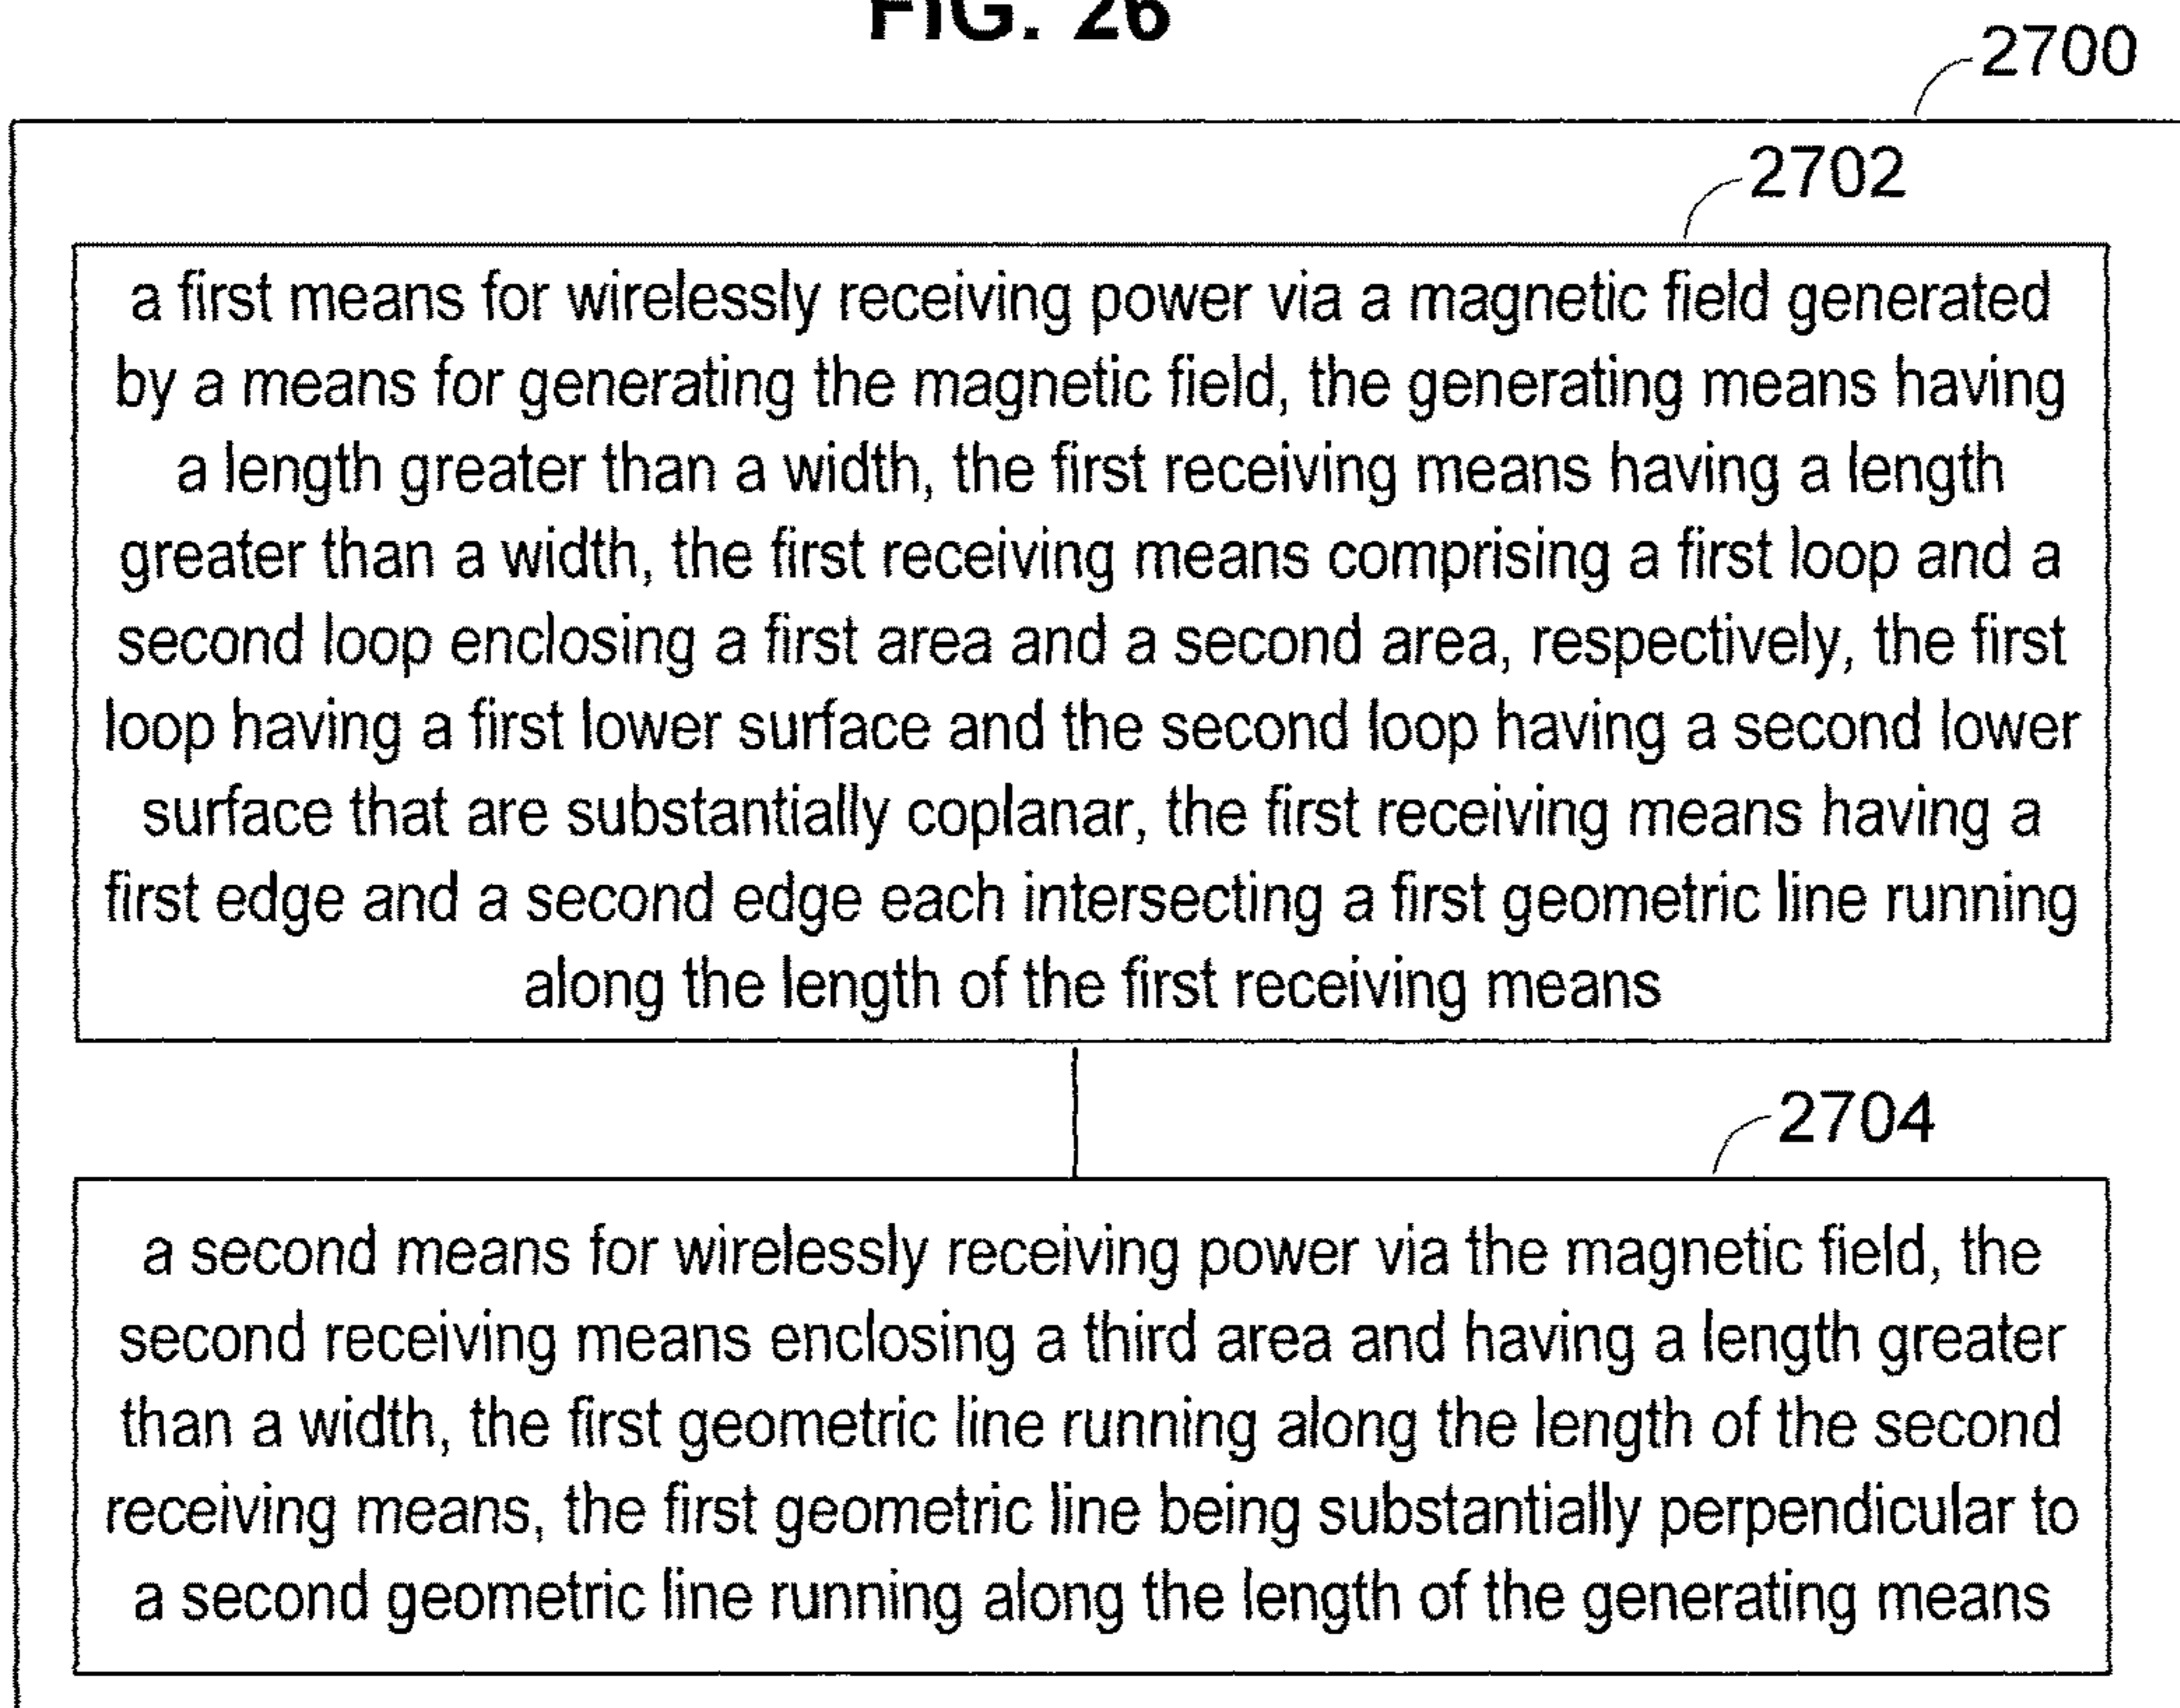 FIG. 26
2700
2702
a first means for wirelessly receiving power via a magnetic field generated
by a means for generating the magnetic field, the generating means having
a length greater than a width, the first receiving means having a length
greater than a width, the first receiving means comprising a first loop and a
second loop enclosing a first area and a second area, respectively, the first
loop having a first lower surface and the second loop having a second lower
surface that are substantially coplanar, the first receiving means having a
first edge and a second edge each intersecting a first geometric line running
along the length of the first receiving means
2704
a second means for wirelessly receiving power via the magnetic field, the
second receiving means enclosing a third area and having a length greater
than a width, the first geometric line running along the length of the second
receiving means, the first geometric line being substantially perpendicular to
a second geometric line running along the length of the generating means